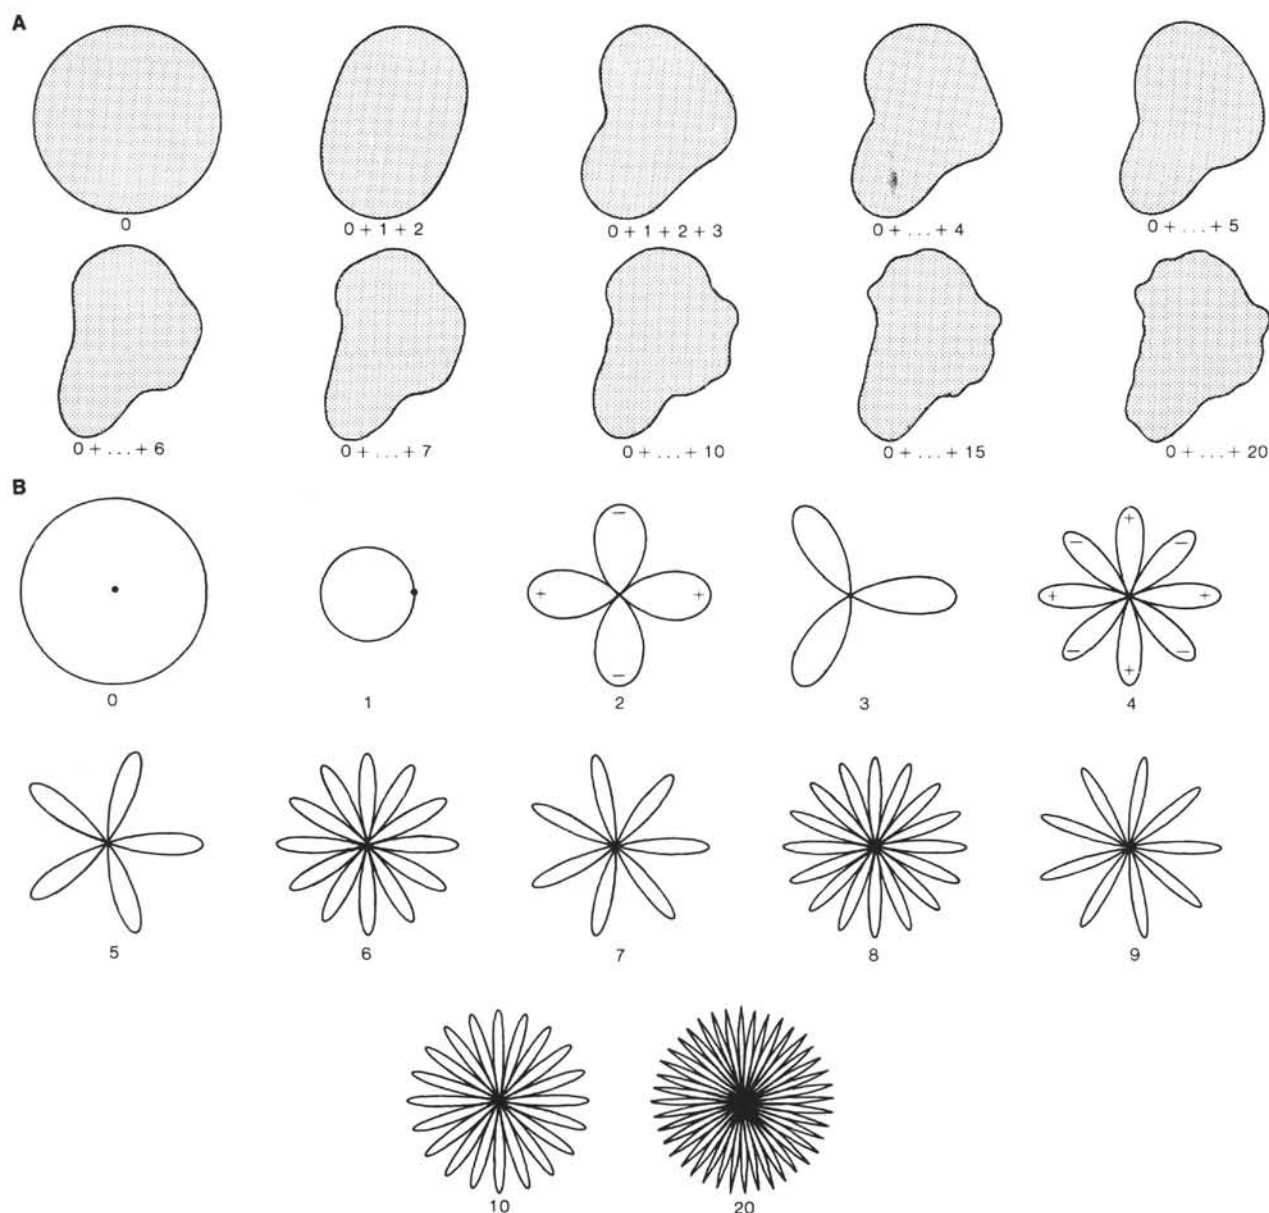 A
0
0 + 1 + 2
0 + 1 + 2 + 3
0 + . . . + 4
0 + . . . + 5
0 + . . . + 6
0 + . . . + 7
0 + . . . + 10
0 + . . . + 15
0 + . . . + 20
B
0
1
−
+ +
−
2
3
+
− −
+ +
− −
+
4
5
6
7
8
9
10
20